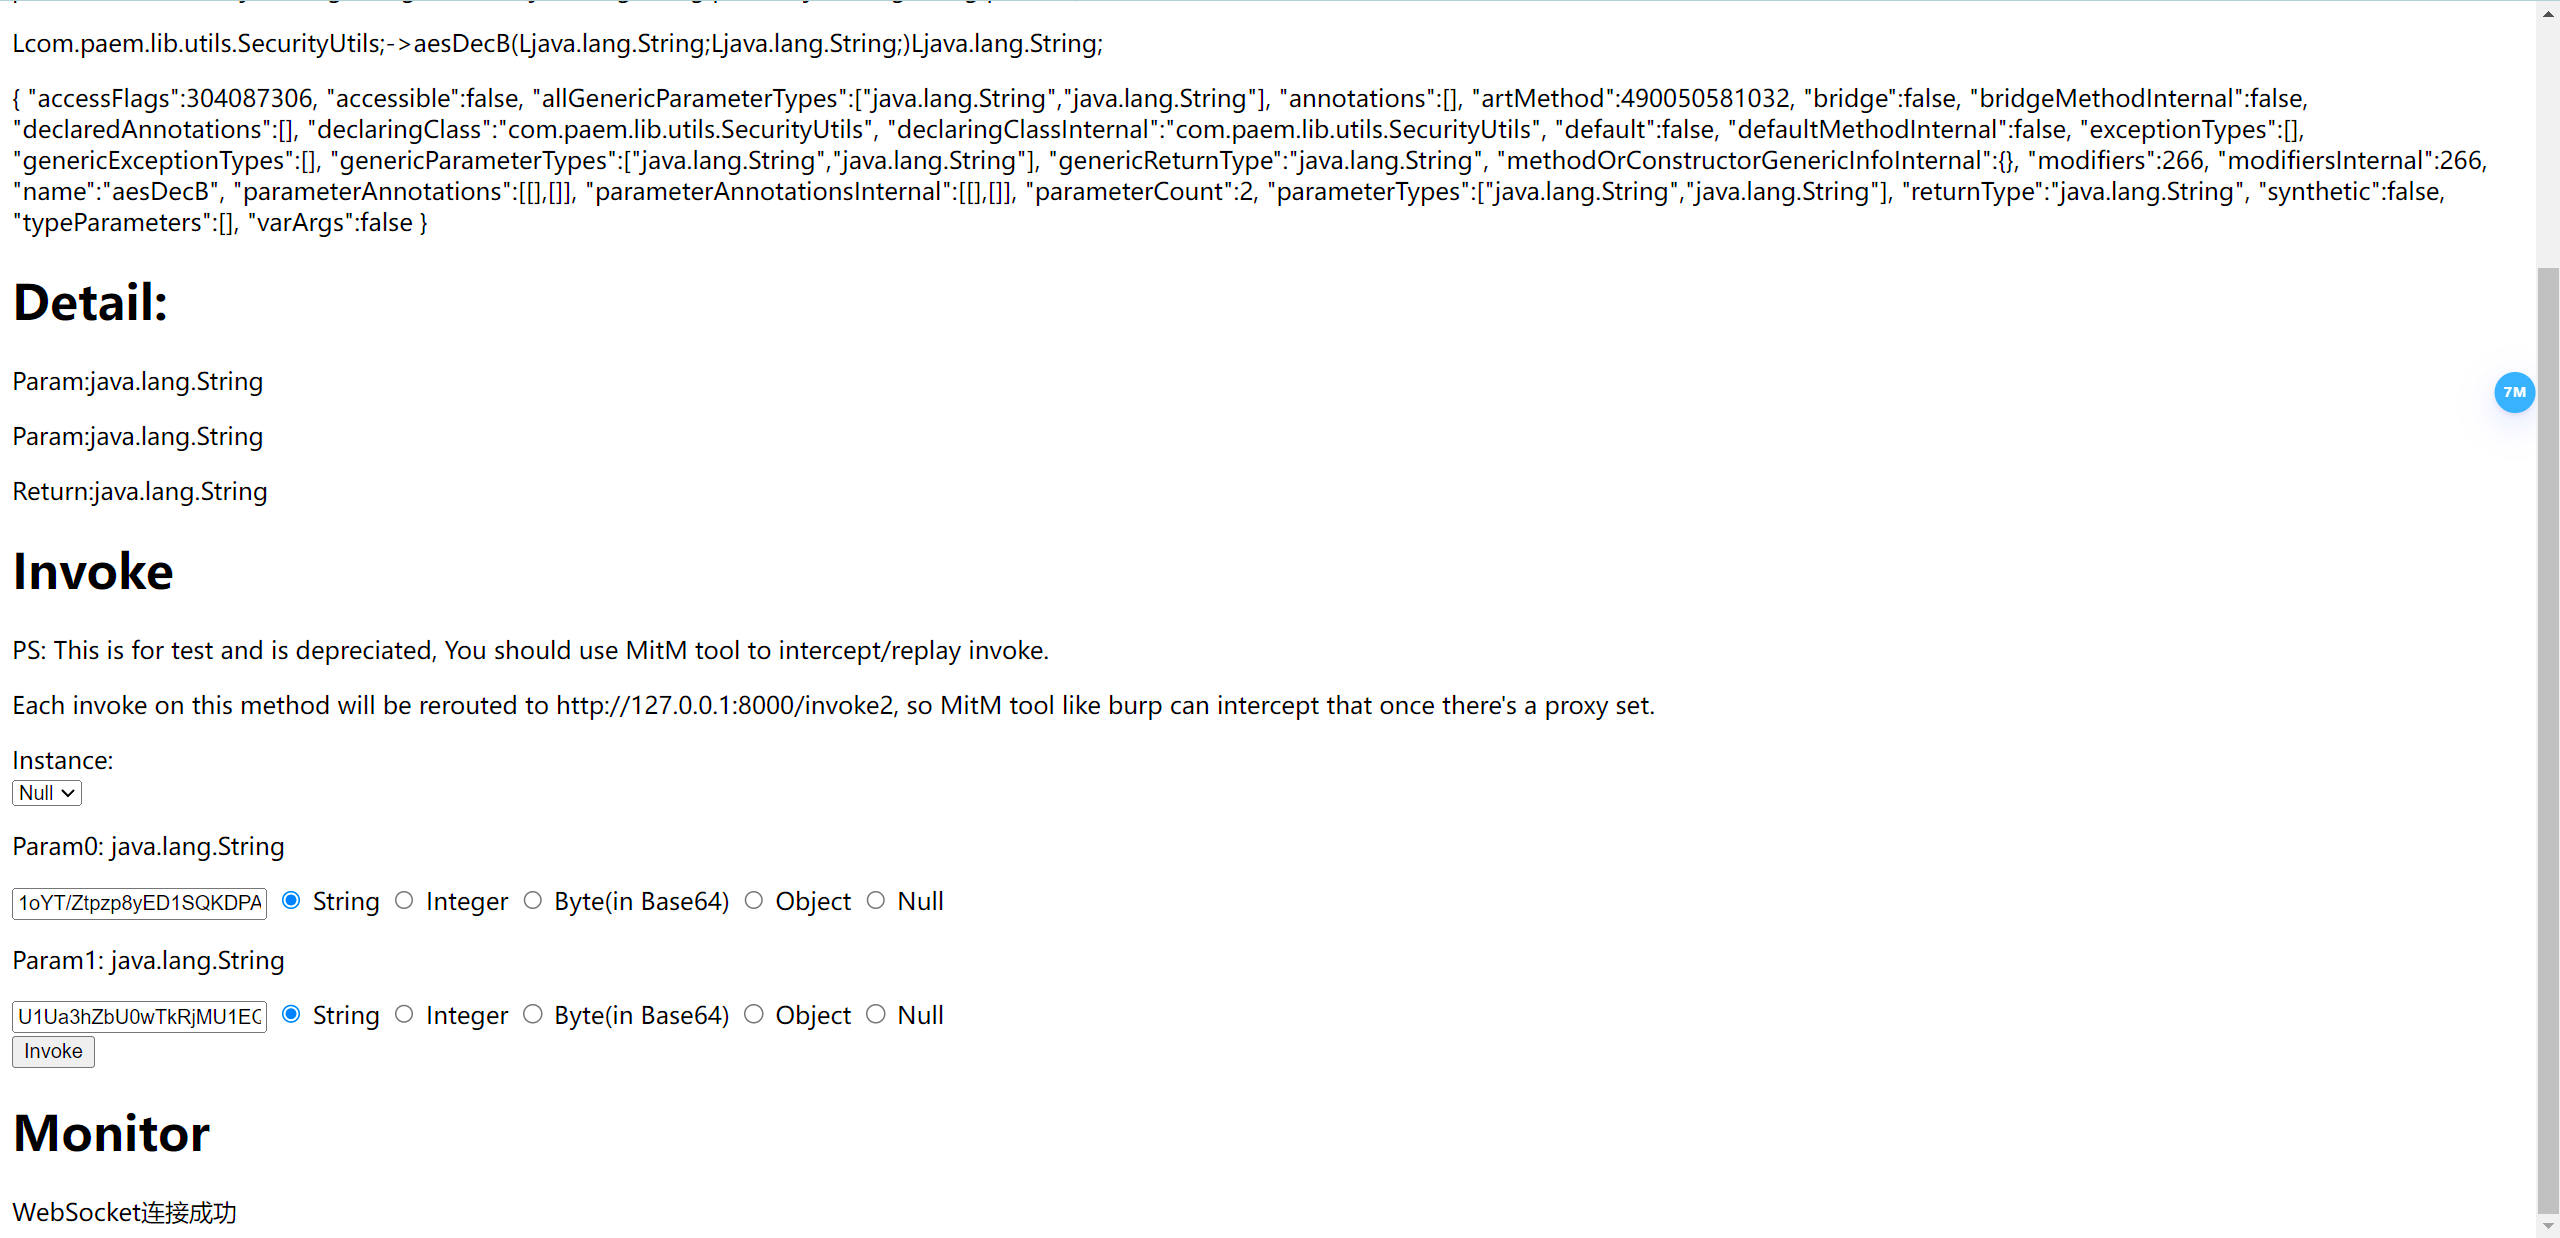 Lcom.paem.lib.utils.SecurityUtils;->aesDecB(Ljava.lang.String;Ljava.lang.String;)Ljava.lang.String;
{ "accessFlags":304087306, "accessible":false, "allGenericParameterTypes":["java.lang.String","java.lang.String"], "annotations":[], "artMethod":490050581032, "bridge":false, "bridgeMethodInternal":false,
"declaredAnnotations":[], "declaringClass":"com.paem.lib.utils.SecurityUtils", "declaringClassInternal":"com.paem.lib.utils.SecurityUtils", "default":false, "defaultMethodInternal":false, "exceptionTypes":[],
"genericExceptionTypes":[], "genericParameterTypes":["java.lang.String","java.lang.String"], "genericReturnType":"java.lang.String", "methodOrConstructorGenericInfoInternal":{}, "modifiers":266, "modifiersInternal":266,
"name":"aesDecB", "parameterAnnotations":[[],[]], "parameterAnnotationsInternal":[[],[]], "parameterCount":2, "parameterTypes":["java.lang.String","java.lang.String"], "returnType":"java.lang.String", "synthetic":false,
"typeParameters":[], "varArgs":false }
Detail:
Param:java.lang.String
7M
Param:java.lang.String
Return:java.lang.String
Invoke
PS: This is for test and is depreciated, You should use MitM tool to intercept/replay invoke.
Each invoke on this method will be rerouted to http://127.0.0.1:8000/invoke2, so MitM tool like burp can intercept that once there's a proxy set.
Instance:
Null
Param0: java.lang.String
1oYT/Ztpzp8yED1SQKDPA String Integer Byte(in Base64) Object Null
Param1: java.lang.String
U1Ua3hZbU0wTkRjMU1EC String Integer Byte(in Base64) Object Null
Invoke
Monitor
WebSocket连接成功